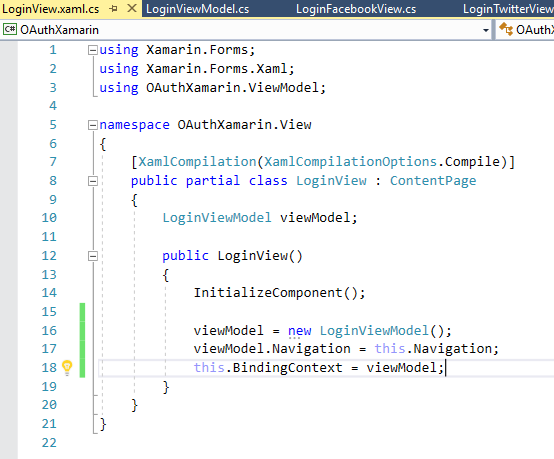 LoginView.xaml.cs LoginViewModel.cs LoginFacebookView.cs LoginTwitterView
C# OAuthXamarin OAuthX
1 using Xamarin.Forms;
2 using Xamarin.Forms.Xaml;
3 using OAuthXamarin.ViewModel;
4
5 namespace OAuthXamarin.View
6 {
7 [XamlCompilation(XamlCompilationOptions.Compile)]
8 public partial class LoginView : ContentPage
9 {
10 LoginViewModel viewModel;
11
12 public LoginView()
13 {
14 InitializeComponent();
15
16 viewModel = new LoginViewModel();
17 viewModel.Navigation = this.Navigation;
18 this.BindingContext = viewModel;
19 }
20 }
21 }
22